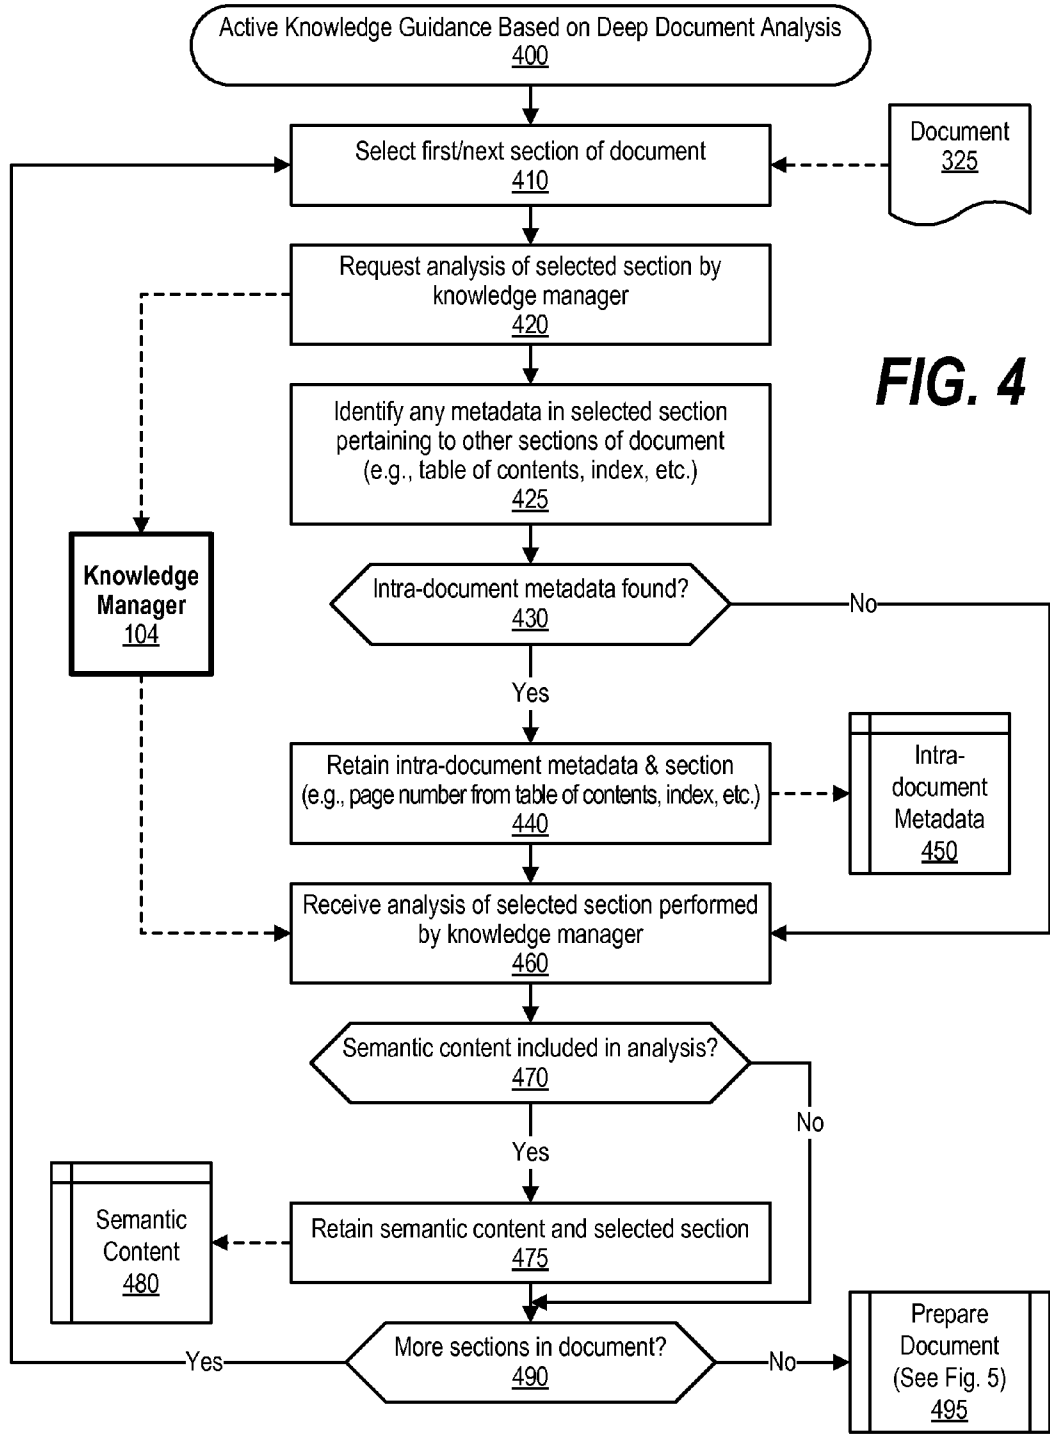 Active Knowledge Guidance Based on Deep Document Analysis
400
Select first/next section of document
410
Document
325
Request analysis of selected section by
knowledge manager
420
FIG. 4
Identify any metadata in selected section
pertaining to other sections of document
(e.g., table of contents, index, etc.)
425
Knowledge
Manager
104
Intra-document metadata found?
430
No
Yes
Retain intra-document metadata & section
(e.g., page number from table of contents, index, etc.)
440
Intra-
document
Metadata
450
Receive analysis of selected section performed
by knowledge manager
460
Semantic content included in analysis?
470
No
Yes
Semantic
Content
480
Retain semantic content and selected section
475
More sections in document?
490
Yes
No
Prepare
Document
(See Fig. 5)
495